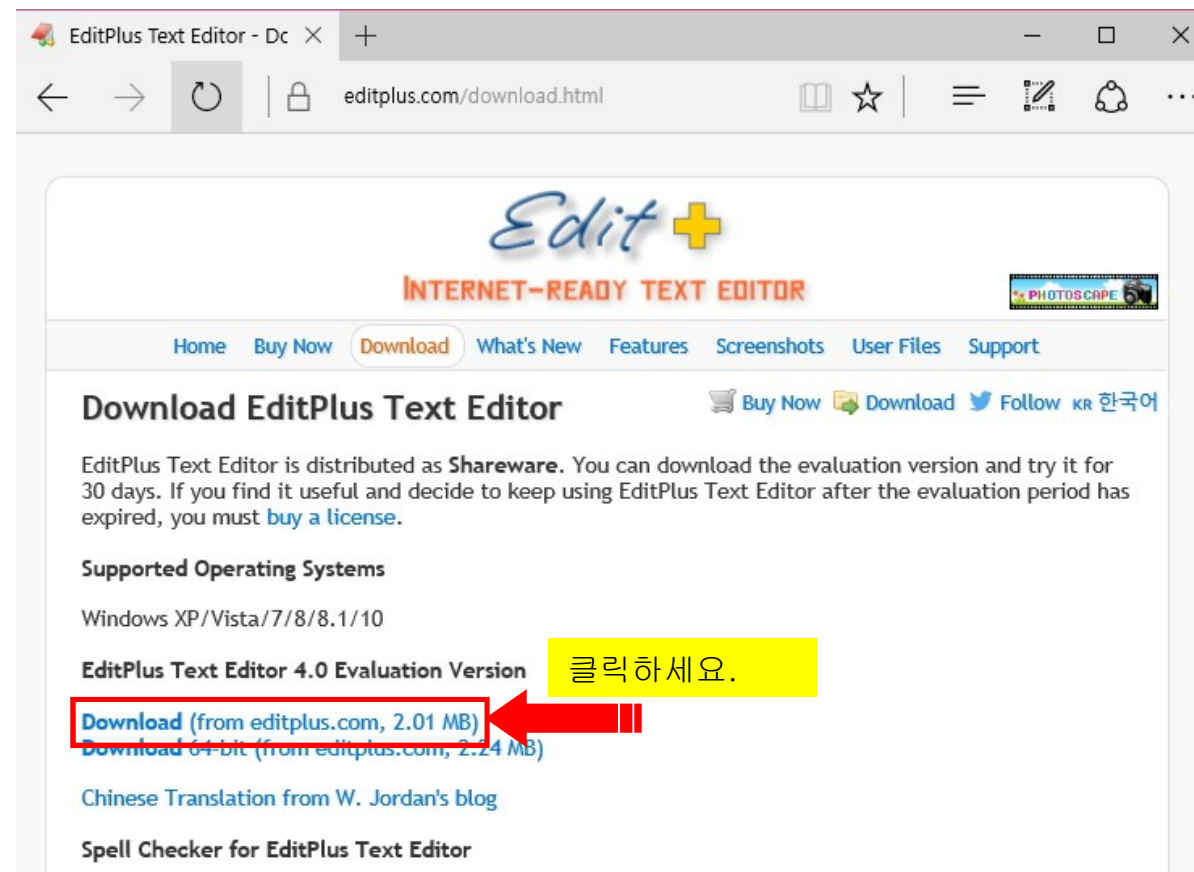 EditPlus Text Editor - Dc
editplus.com/download.html
Edit+
INTERNET-READY TEXT EDITOR
PHOTOSCAPE
Home Buy Now Download What's New Features Screenshots User Files Support
Download EditPlus Text Editor
Buy Now Download Follow KR 한국어
EditPlus Text Editor is distributed as Shareware. You can download the evaluation version and try it for
30 days. If you find it useful and decide to keep using EditPlus Text Editor after the evaluation period has
expired, you must buy a license.
Supported Operating Systems
Windows XP/Vista/7/8/8.1/10
EditPlus Text Editor 4.0 Evaluation Version
클릭하세요.
Download (from editplus.com, 2.01 MB)
Download 64-bit (from editplus.com, 2.24 MB)
Chinese Translation from W. Jordan's blog
Spell Checker for EditPlus Text Editor